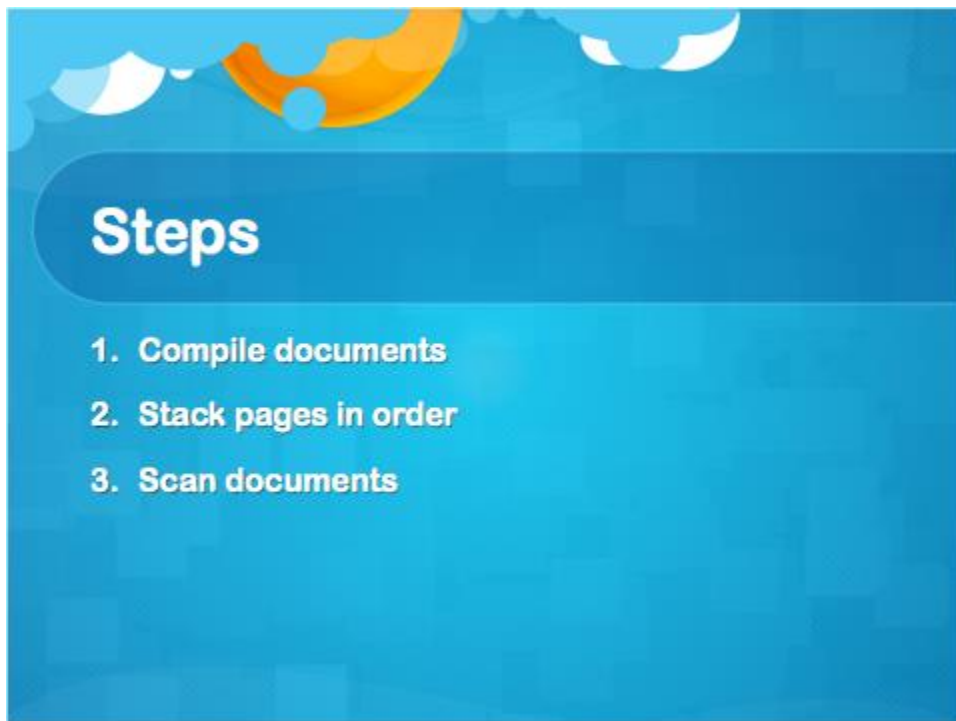 Steps
1. Compile documents
2. Stack pages in order
3. Scan documents